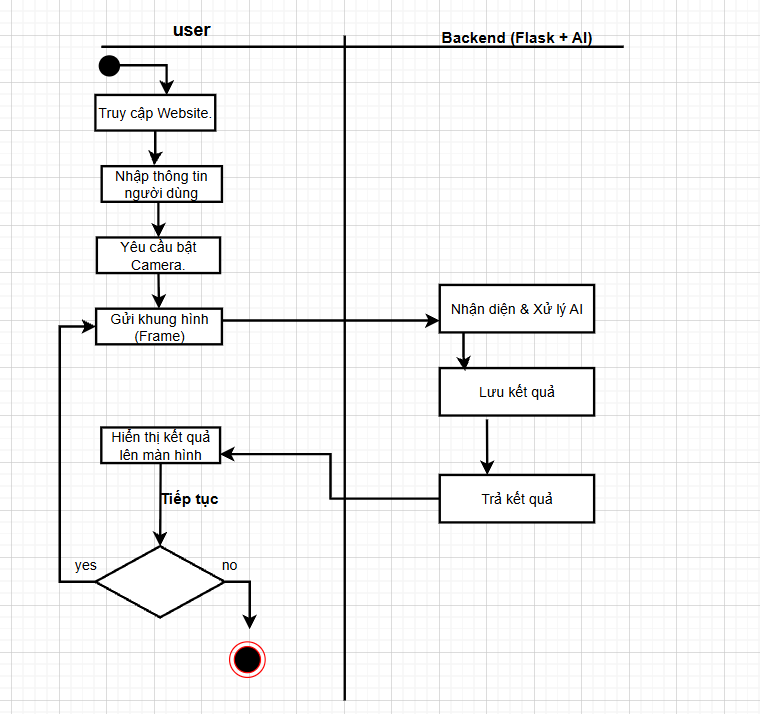 user
Backend (Flask + AI)
Truy cập Website.
Nhập thông tin
người dùng
Yêu cầu bật
Camera.
Gửi khung hình
(Frame)
Nhận diện & Xử lý AI
Lưu kết quả
Hiển thị kết quả
lên màn hình
Trả kết quả
Tiếp tục
yes
no